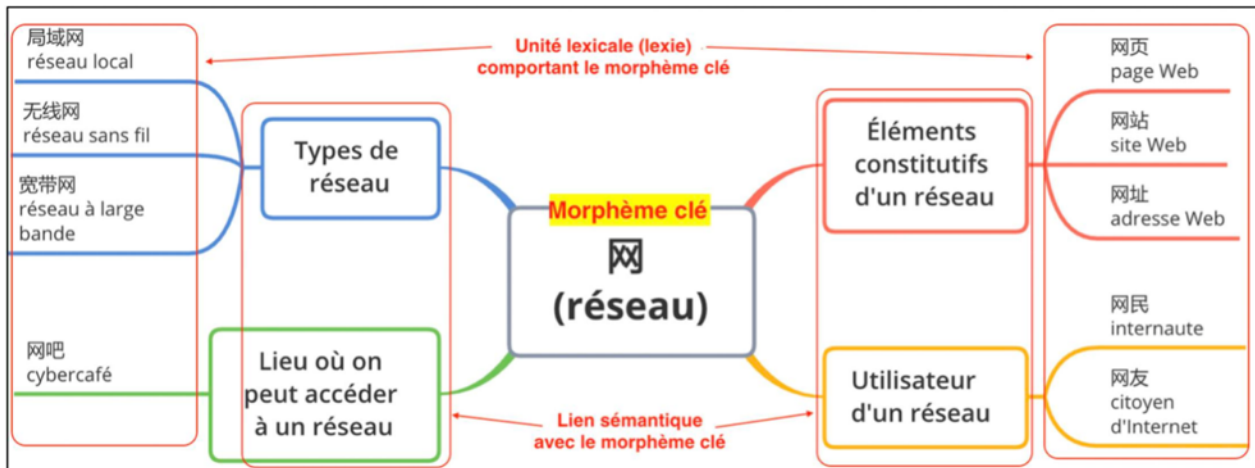 局域网
réseau local
无线网
réseau sans fil
宽带网
réseau à large
bande
网吧
cybercafé
Types de
réseau
Lieu où on
peut accéder
à un réseau
Unité lexicale (lexie)
comportant le morphème clé
Morphème clé
网
(réseau)
Lien sémantique
avec le morphème clé
Éléments
constitutifs
d'un réseau
Utilisateur
d'un réseau
网页
page Web
网站
site Web
网址
adresse Web
网民
internaute
网友
citoyen
d'Internet